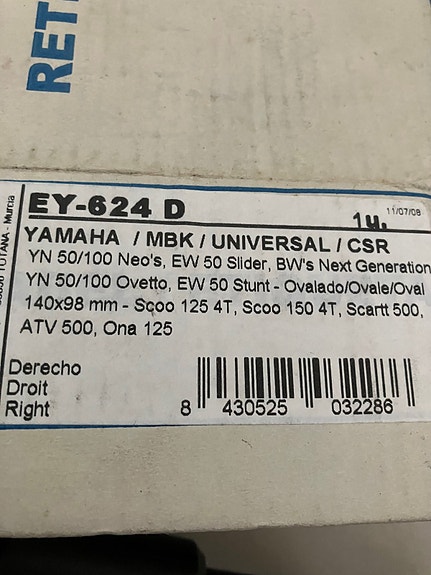 RET
TOTANA - Murcia
EY-624 D
1u.
11/07/08
YAMAHA / MBK / UNIVERSAL / CSR
YN 50/100 Neo's, EW 50 Slider, BW's Next Generation
YN 50/100 Ovetto, EW 50 Stunt - Ovalado/Ovale/Oval
140x98 mm - Scoo 125 4T, Scoo 150 4T, Scartt 500,
ATV 500, Ona 125
Derecho
Droit
Right
8 430525 032286